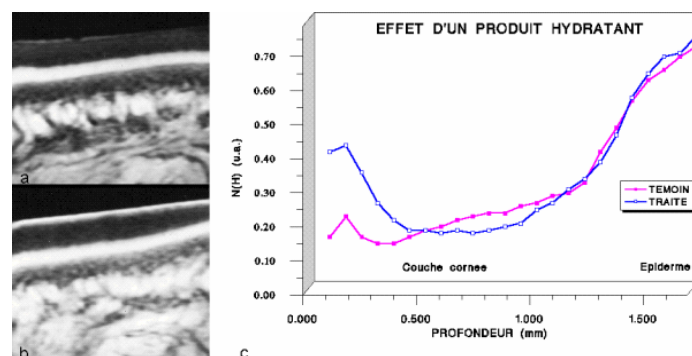 EFFET D'UN PRODUIT HYDRATANT
0.70
0.60
0.50
0.40
0.30
0.20
0.10
0.00
N(H) (u.a.)
TEMOIN
TRAITE
Couche cornee
Epiderme
0.000
0.500
1.000
1.500
PROFONDEUR (mm)
a
b
c